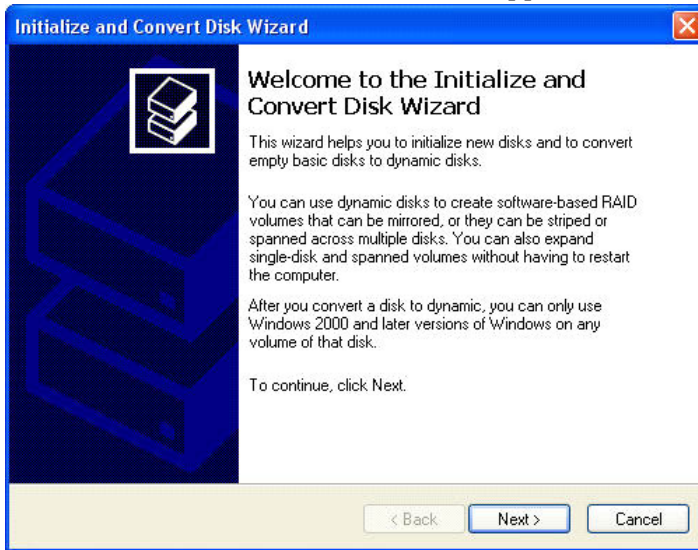 Initialize and Convert Disk Wizard
Welcome to the Initialize and
Convert Disk Wizard
This wizard helps you to initialize new disks and to convert
empty basic disks to dynamic disks.
You can use dynamic disks to create software-based RAID
volumes that can be mirrored, or they can be striped or
spanned across multiple disks. You can also expand
single-disk and spanned volumes without having to restart
the computer.
After you convert a disk to dynamic, you can only use
Windows 2000 and later versions of Windows on any
volume of that disk.
To continue, click Next.
< Back Next > Cancel